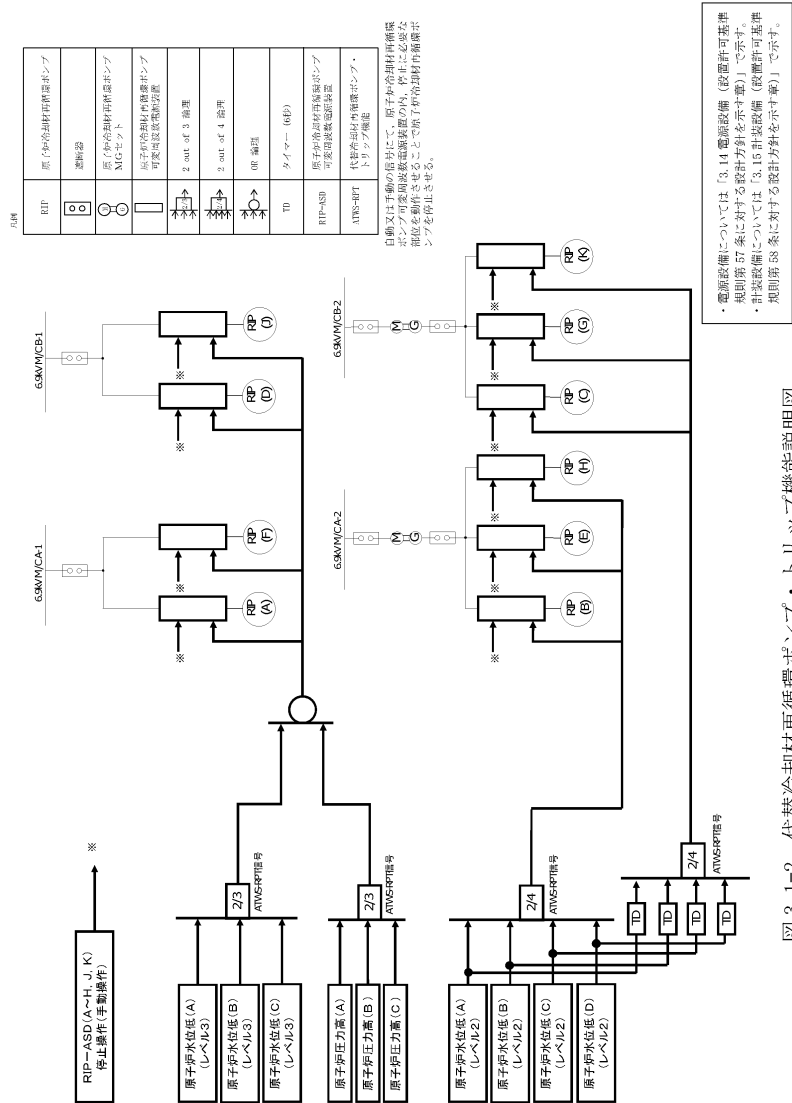 RIP－ASD(A～H, J, K)
停止操作(手動操作)
※
原子炉水位低(A)
(レベル3)
原子炉水位低(B)
(レベル3)
原子炉水位低(C)
(レベル3)
2/3
ATWS-RPT信号
原子炉圧力高(A)
原子炉圧力高(B)
原子炉圧力高(C)
2/3
ATWS-RPT信号
原子炉水位低(A)
(レベル2)
原子炉水位低(B)
(レベル2)
原子炉水位低(C)
(レベル2)
原子炉水位低(D)
(レベル2)
2/4
ATWS-RPT信号
TD
TD
TD
TD
2/4
ATWS-RPT信号
6.9kVM/CA-1
※
※
RIP
(A)
RIP
(F)
6.9kVM/CB-1
※
※
RIP
(D)
RIP
(J)
6.9kVM/CA-2
M
G
※
※
※
RIP
(B)
RIP
(E)
RIP
(H)
6.9kVM/CB-2
M
G
※
※
※
RIP
(C)
RIP
(G)
RIP
(K)
凡例
RIP
原子炉冷却材再循環ポンプ
遮断器
M
G
原子炉冷却材再循環ポンプ
MGセット
原子炉冷却材再循環ポンプ
可変周波数電源装置
2/3
2 out of 3 論理
2/4
2 out of 4 論理
OR 論理
TD
タイマー (6秒)
RIP-ASD
原子炉冷却材再循環ポンプ
可変周波数電源装置
ATWS-RPT
代替冷却材再循環ポンプ・
トリップ機能
自動又は手動の信号にて，原子炉冷却材再循環
ポンプ可変周波数電源装置の内，停止に必要な
部位を動作させることで原子炉冷却材再循環ポ
ンプを停止させる。
・電源設備については「3.14 電源設備（設置許可基準
規則第 57 条に対する設計方針を示す章）」で示す。
・計装設備については「3.15 計装設備（設置許可基準
規則第 58 条に対する設計方針を示す章）」で示す。
図 3.1-2 代替冷却材再循環ポンプ・トリップ機能説明図